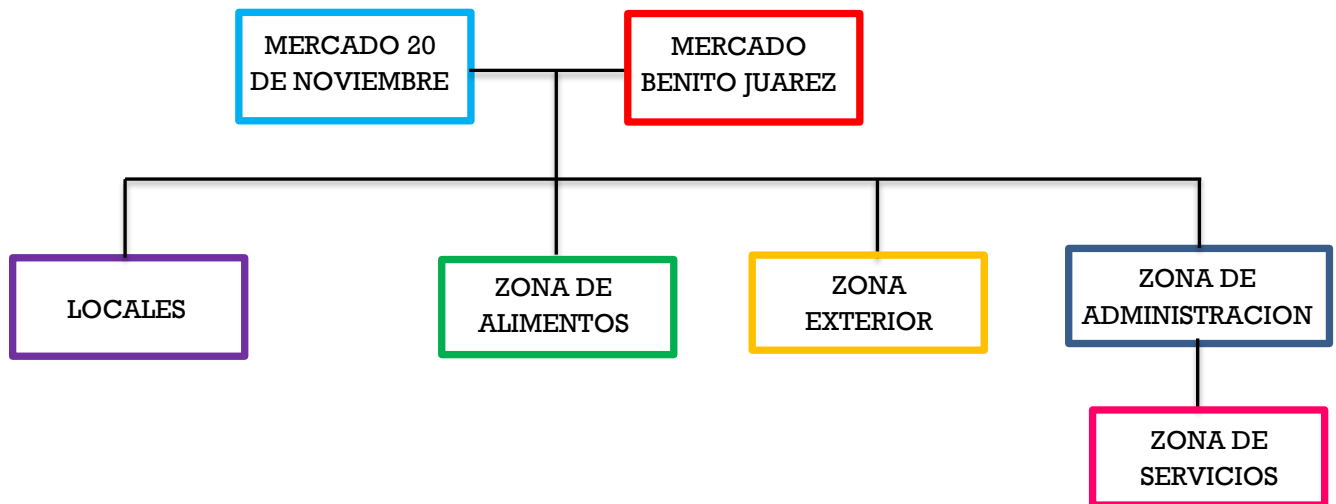 MERCADO 20
DE NOVIEMBRE
MERCADO
BENITO JUAREZ
LOCALES
ZONA DE
ALIMENTOS
ZONA
EXTERIOR
ZONA DE
ADMINISTRACION
ZONA DE
SERVICIOS